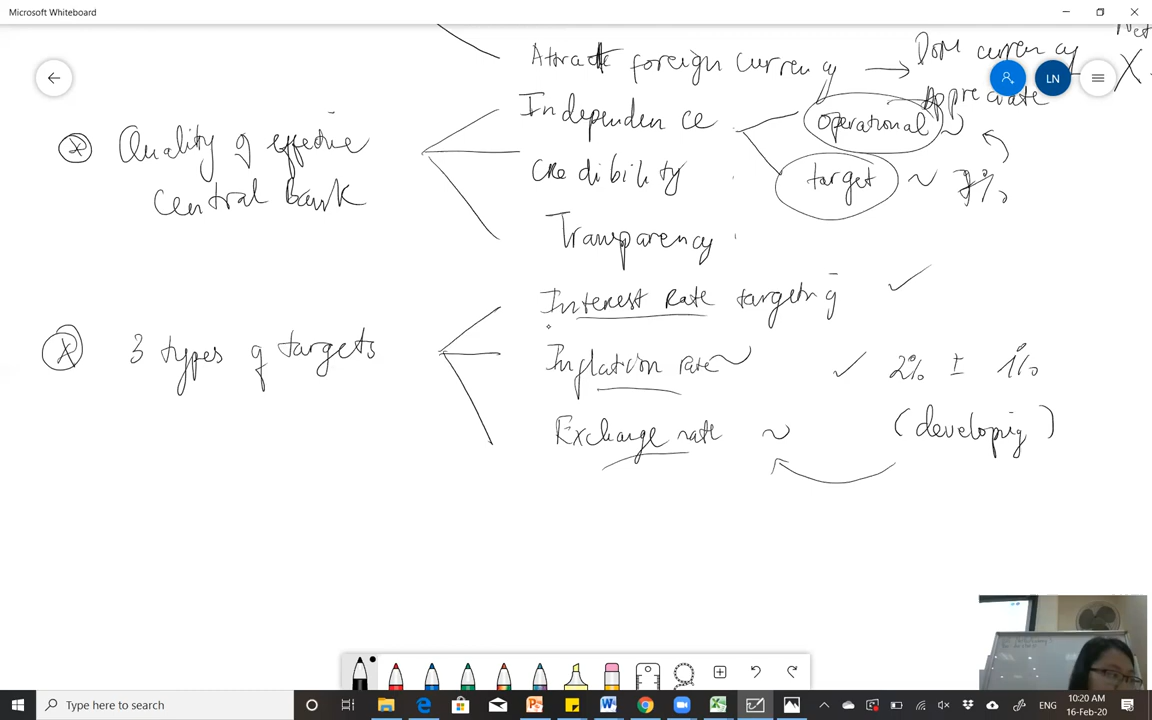 Microsoft Whiteboard
Net
Attract foreign currency → Dom currency X
Appreciate
LN
Independence operational ~
⊛ Quality of effective
Central Bank
Credibility target ~ %
Transparency
Interest Rate targeting ✓
⊛ 3 types of targets
Inflation rate ~ ✓ 2% ± 1%
Exchange rate ~ (developing)
Type here to search
ENG
10:20 AM
16-Feb-20